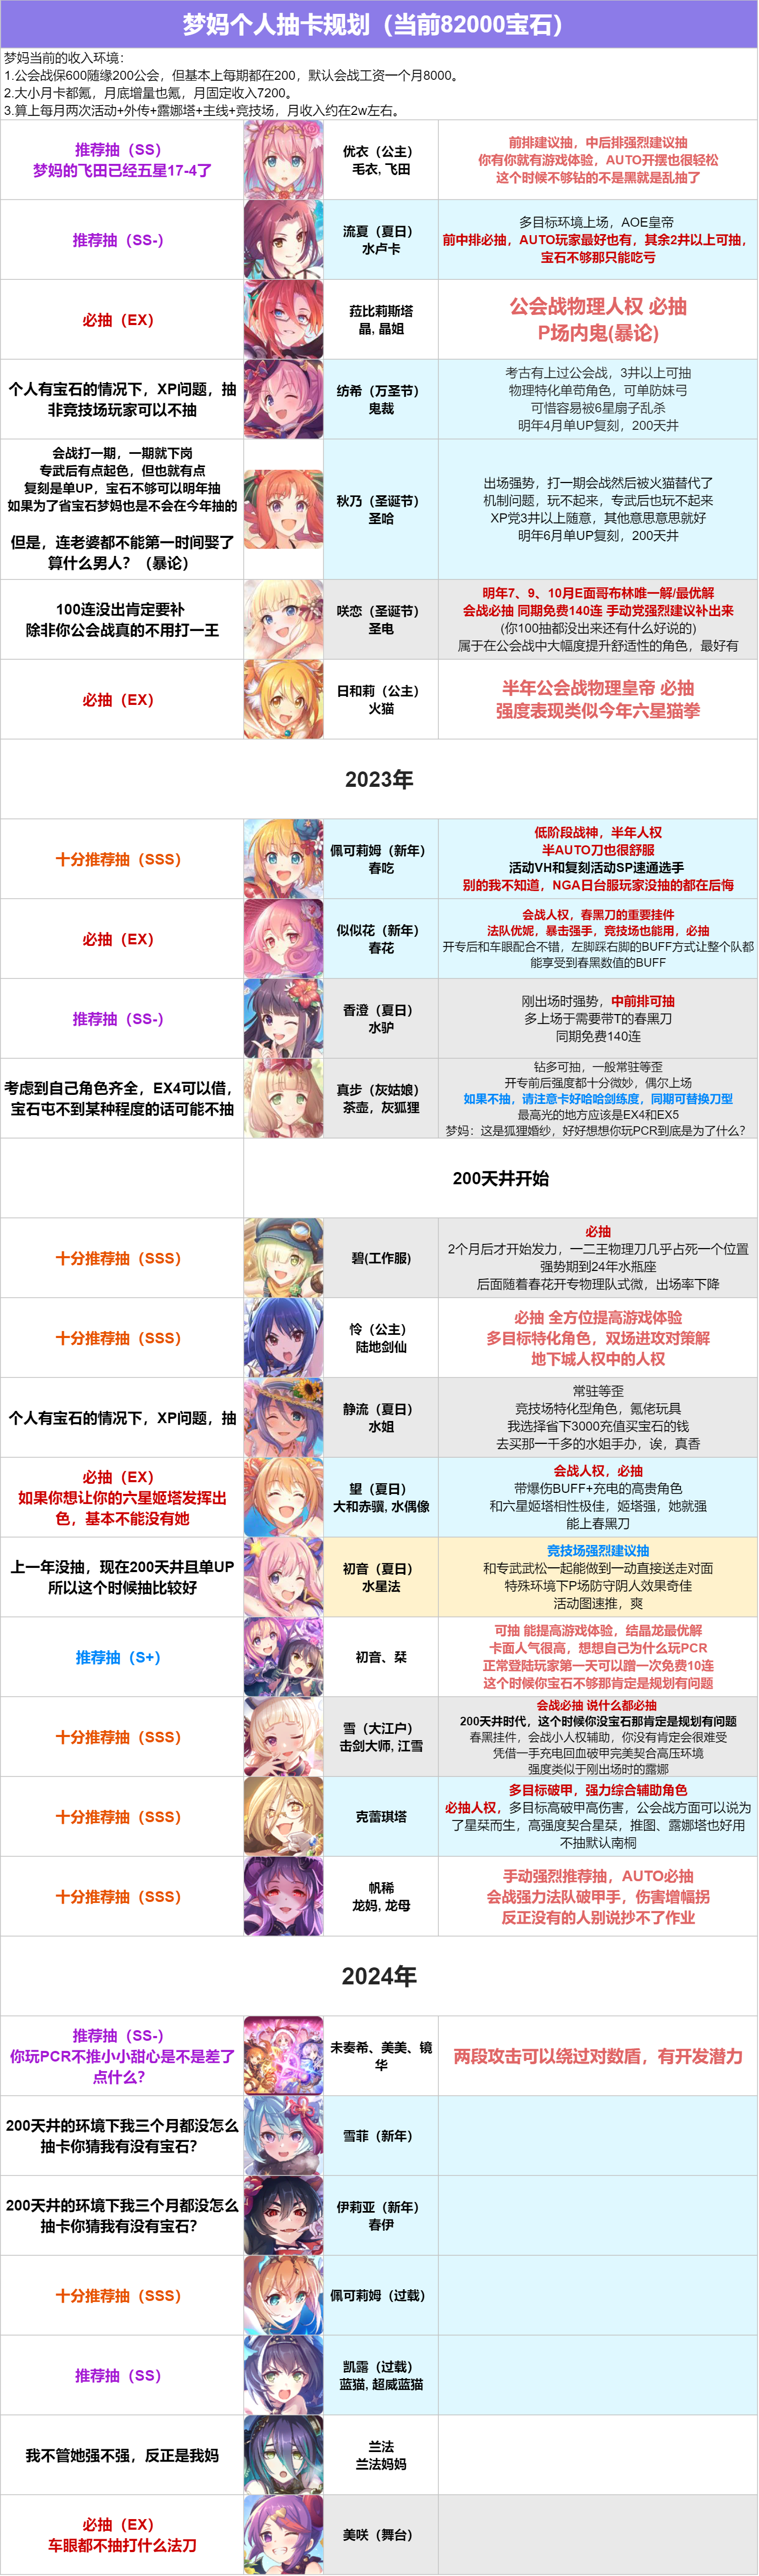 梦妈个人抽卡规划（当前82000宝石）
梦妈当前的收入环境：
1.公会战保600随缘200公会，但基本上每期都在200，默认会战工资一个月8000。
2.大小月卡都氪，月底增量也氪，月固定收入7200。
3.算上每月两次活动+外传+露娜塔+主线+竞技场，月收入约在2w左右。
推荐抽（SS）
梦妈的飞田已经五星17-4了
优衣（公主）
毛衣, 飞田
前排建议抽，中后排强烈建议抽
你有你就有游戏体验，AUTO开摆也很轻松
这个时候不够钻的不是黑就是乱抽了
推荐抽（SS-）
流夏（夏日）
水卢卡
多目标环境上场，AOE皇帝
前中排必抽，AUTO玩家最好也有，其余2井以上可抽，
宝石不够那只能吃亏
必抽（EX）
菈比莉斯塔
晶, 晶姐
公会战物理人权 必抽
P场内鬼(暴论)
个人有宝石的情况下，XP问题，抽
非竞技场玩家可以不抽
纺希（万圣节）
鬼裁
考古有上过公会战，3井以上可抽
物理特化单苟角色，可单防妹弓
可惜容易被6星扇子乱杀
明年4月单UP复刻，200天井
会战打一期，一期就下岗
专武后有点起色，但也就有点
复刻是单UP，宝石不够可以明年抽
如果为了省宝石梦妈也是不会在今年抽的
但是，连老婆都不能第一时间娶了
算什么男人？（暴论）
秋乃（圣诞节）
圣哈
出场强势，打一期会战然后被火猫替代了
机制问题，玩不起来，专武后也玩不起来
XP党3井以上随意，其他意思意思就好
明年6月单UP复刻，200天井
100连没出肯定要补
除非你公会战真的不用打一王
咲恋（圣诞节）
圣电
明年7、9、10月E面哥布林唯一解/最优解
会战必抽 同期免费140连 手动党强烈建议补出来
(你100抽都没出来还有什么好说的)
属于在公会战中大幅度提升舒适性的角色，最好有
必抽（EX）
日和莉（公主）
火猫
半年公会战物理皇帝 必抽
强度表现类似今年六星猫拳
2023年
十分推荐抽（SSS）
佩可莉姆（新年）
春吃
低阶段战神，半年人权
半AUTO刀也很舒服
活动VH和复刻活动SP速通选手
别的我不知道，NGA日台服玩家没抽的都在后悔
必抽（EX）
似似花（新年）
春花
会战人权，春黑刀的重要挂件
法队优妮，暴击强手，竞技场也能用，必抽
开专后和车眼配合不错，左脚踩右脚的BUFF方式让整个队都
能享受到春黑数值的BUFF
推荐抽（SS-）
香澄（夏日）
水驴
刚出场时强势，中前排可抽
多上场于需要带T的春黑刀
同期免费140连
考虑到自己角色齐全，EX4可以借，
宝石屯不到某种程度的话可能不抽
真步（灰姑娘）
茶壶，灰狐狸
钻多可抽，一般常驻等歪
开专前后强度都十分微妙，偶尔上场
如果不抽，请注意卡好哈哈剑练度，同期可替换刀型
最高光的地方应该是EX4和EX5
梦妈：这是狐狸婚纱，好好想想你玩PCR到底是为了什么？
200天井开始
十分推荐抽（SSS）
碧(工作服)
必抽
2个月后才开始发力，一二王物理刀几乎占死一个位置
强势期到24年水瓶座
后面随着春花开专物理队式微，出场率下降
十分推荐抽（SSS）
怜（公主）
陆地剑仙
必抽 全方位提高游戏体验
多目标特化角色，双场进攻对策解
地下城人权中的人权
个人有宝石的情况下，XP问题，抽
静流（夏日）
水姐
常驻等歪
竞技场特化型角色，氪佬玩具
我选择省下3000充值买宝石的钱
去买那一千多的水姐手办，诶，真香
必抽（EX）
如果你想让你的六星姬塔发挥出
色，基本不能没有她
望（夏日）
大和赤骥, 水偶像
会战人权，必抽
带爆伤BUFF+充电的高贵角色
和六星姬塔相性极佳，姬塔强，她就强
能上春黑刀
上一年没抽，现在200天井且单UP
所以这个时候抽比较好
初音（夏日）
水星法
竞技场强烈建议抽
和专武武松一起能做到一动直接送走对面
特殊环境下P场防守阴人效果奇佳
活动图速推，爽
推荐抽（S+）
初音、栞
可抽 能提高游戏体验，结晶龙最优解
卡面人气很高，想想自己为什么玩PCR
正常登陆玩家第一天可以蹭一次免费10连
这个时候你宝石不够那肯定是规划有问题
十分推荐抽（SSS）
雪（大江户）
击剑大师, 江雪
会战必抽 说什么都必抽
200天井时代，这个时候你没宝石那肯定是规划有问题
春黑挂件，会战小人权辅助，你没有肯定会很难受
凭借一手充电回血破甲完美契合高压环境
强度类似于刚出场时的露娜
十分推荐抽（SSS）
克蕾琪塔
多目标破甲，强力综合辅助角色
必抽人权，多目标高破甲高伤害，公会战方面可以说为
了星栞而生，高强度契合星栞，推图、露娜塔也好用
不抽默认南桐
十分推荐抽（SSS）
帆稀
龙妈, 龙母
手动强烈推荐抽，AUTO必抽
会战强力法队破甲手，伤害增幅拐
反正没有的人别说抄不了作业
2024年
推荐抽（SS-）
你玩PCR不推小小甜心是不是差了
点什么？
未奏希、美美、镜
华
两段攻击可以绕过对数盾，有开发潜力
200天井的环境下我三个月都没怎么
抽卡你猜我有没有宝石？
雪菲（新年）
200天井的环境下我三个月都没怎么
抽卡你猜我有没有宝石？
伊莉亚（新年）
春伊
十分推荐抽（SSS）
佩可莉姆（过载）
推荐抽（SS）
凯露（过载）
蓝猫, 超威蓝猫
我不管她强不强，反正是我妈
兰法
兰法妈妈
必抽（EX）
车眼都不抽打什么法刀
美咲（舞台）